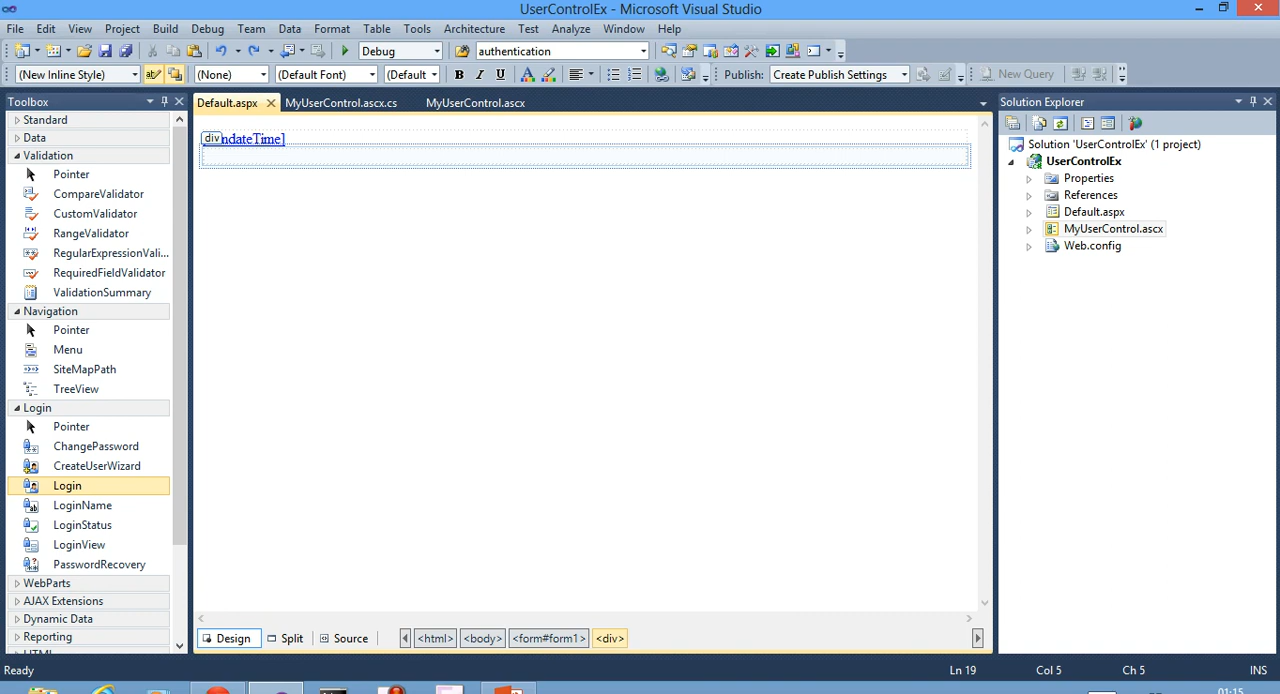 UserControlEx - Microsoft Visual Studio
File Edit View Project Build Debug Team Data Format Table Tools Architecture Test Analyze Window Help
Debug authentication
(New Inline Style) (None) (Default Font) (Default B I U A Publish: Create Publish Settings New Query
Toolbox
Standard
Data
Validation
Pointer
CompareValidator
CustomValidator
RangeValidator
RegularExpressionVali...
RequiredFieldValidator
ValidationSummary
Navigation
Pointer
Menu
SiteMapPath
TreeView
Login
Pointer
ChangePassword
CreateUserWizard
Login
LoginName
LoginStatus
LoginView
PasswordRecovery
WebParts
AJAX Extensions
Dynamic Data
Reporting
Default.aspx MyUserControl.ascx.cs MyUserControl.ascx
div ndateTime]
Design Split Source <html> <body> <form#form1> <div>
Solution Explorer
Solution 'UserControlEx' (1 project)
UserControlEx
Properties
References
Default.aspx
MyUserControl.ascx
Web.config
Ready Ln 19 Col 5 Ch 5 INS
01:15